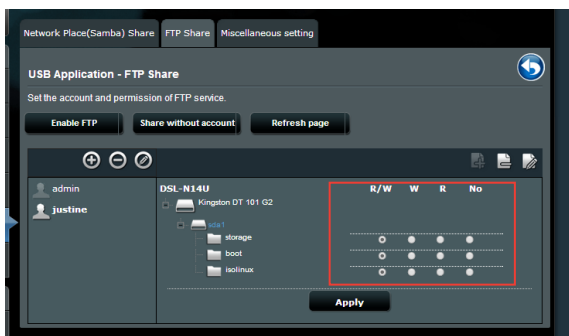 Network Place(Samba) Share FTP Share Miscellaneous setting
USB Application - FTP Share
Set the account and permission of FTP service.
Enable FTP Share without account Refresh page
admin
justine
DSL-N14U R/W W R No
Kingston DT 101 G2
sda1
storage
boot
isolinux
Apply